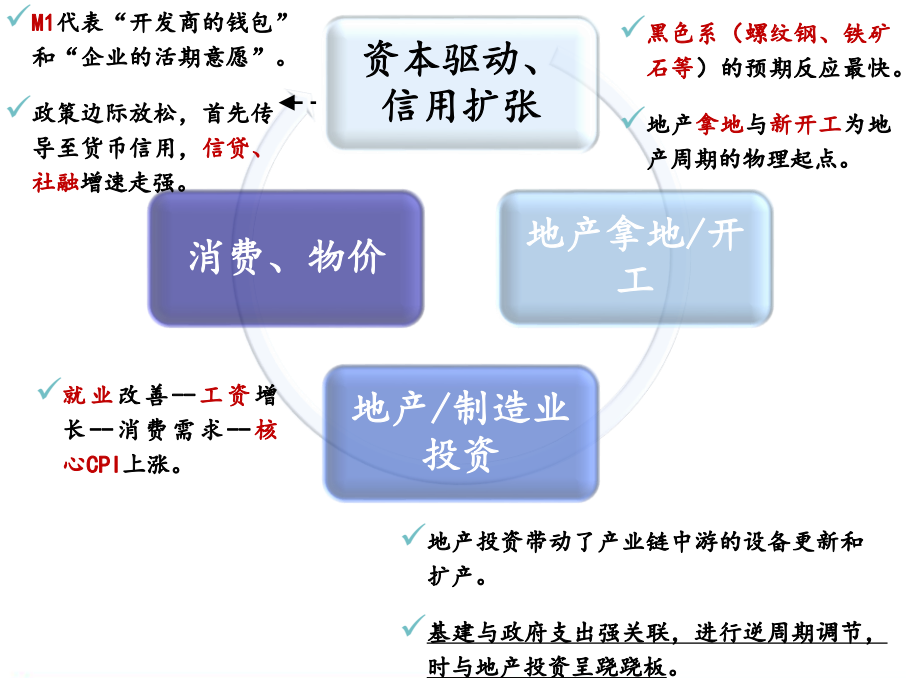 M1代表“开发商的钱包”
和“企业的活期意愿”。
政策边际放松，首先传
导至货币信用，信贷、
社融增速走强。
资本驱动、
信用扩张
黑色系（螺纹钢、铁矿
石等）的预期反应最快。
地产拿地与新开工为地
产周期的物理起点。
消费、物价
地产拿地/开
工
就业改善--工资增
长--消费需求--核
心CPI上涨。
地产/制造业
投资
地产投资带动了产业链中游的设备更新和
扩产。
基建与政府支出强关联，进行逆周期调节，
时与地产投资呈跷跷板。